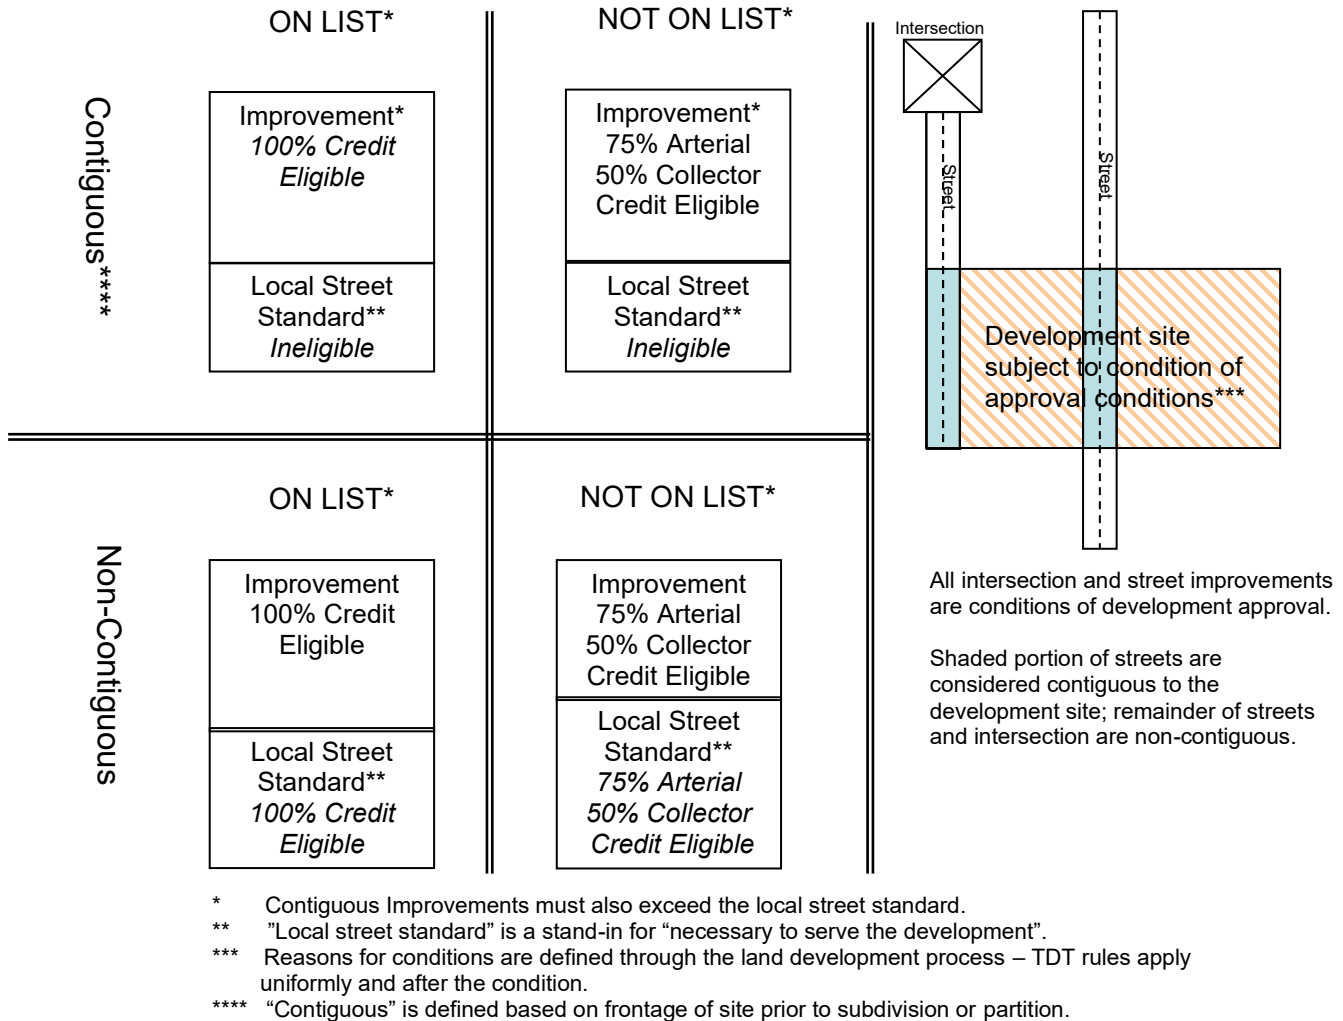 ON LIST*
NOT ON LIST*
Contiguous****
Improvement*
100% Credit
Eligible
Local Street
Standard**
Ineligible
Improvement*
75% Arterial
50% Collector
Credit Eligible
Local Street
Standard**
Ineligible
Intersection
Street
Street
Development site
subject to condition of
approval conditions***
Non-Contiguous
ON LIST*
NOT ON LIST*
Improvement
100% Credit
Eligible
Local Street
Standard**
100% Credit
Eligible
Improvement
75% Arterial
50% Collector
Credit Eligible
Local Street
Standard**
75% Arterial
50% Collector
Credit Eligible
All intersection and street improvements
are conditions of development approval.
Shaded portion of streets are
considered contiguous to the
development site; remainder of streets
and intersection are non-contiguous.
* Contiguous Improvements must also exceed the local street standard.
** ”Local street standard” is a stand-in for “necessary to serve the development”.
*** Reasons for conditions are defined through the land development process – TDT rules apply
uniformly and after the condition.
**** “Contiguous” is defined based on frontage of site prior to subdivision or partition.